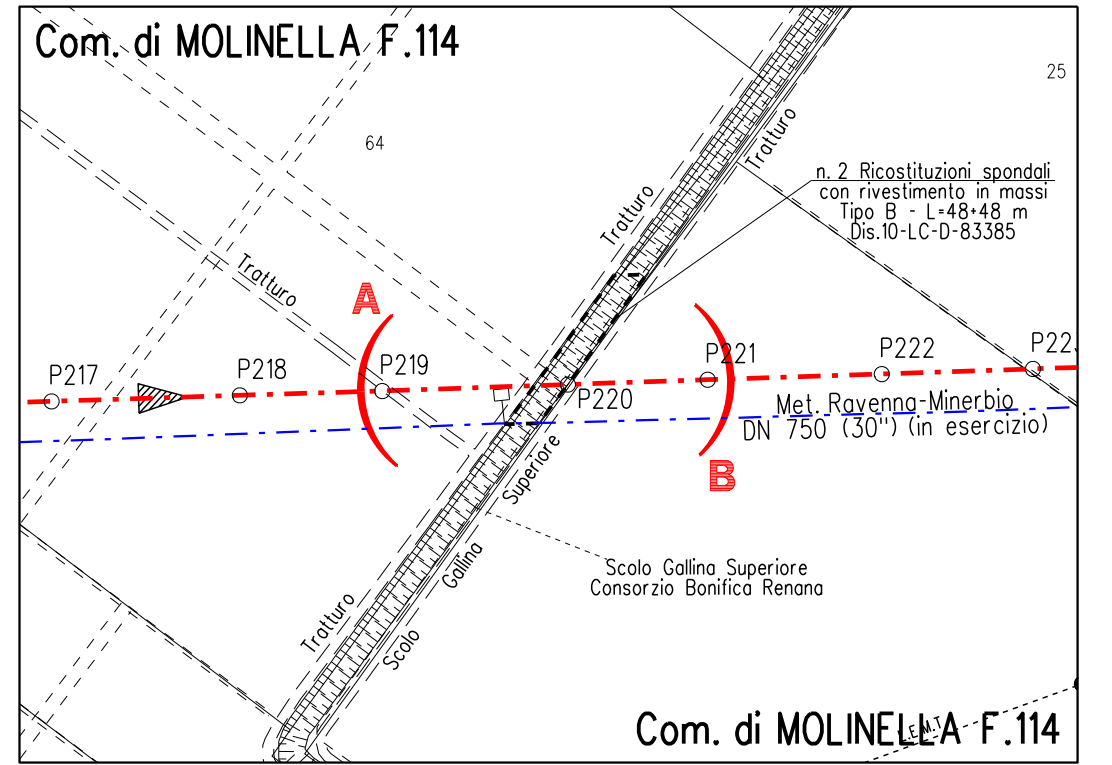 Com. di MOLINELLA F.114
25
64
Tratturo
n. 2 Ricostituzioni spondali
con rivestimento in massi
Tipo B - L=48+48 m
Dis.10-LC-D-83385
Tratturo
Tratturo
A
P217
P218
P219
P220
P221
P222
P22
Met. Ravenna-Minerbio
DN 750 (30") (in esercizio)
B
Superiore
Gallina
Scolo
Tratturo
Scolo Gallina Superiore
Consorzio Bonifica Renana
Com. di MOLINELLA F.114